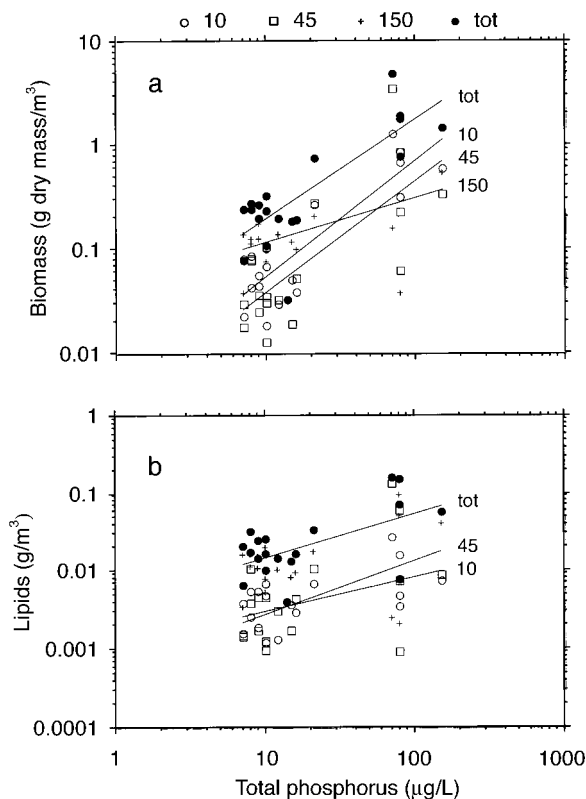 10 45 150 tot
10
1
0.1
0.01
Biomass (g dry mass/m³)
a
tot
10
45
150
1
0.1
0.01
0.001
0.0001
Lipids (g/m³)
b
tot
45
10
1 10 100 1000
Total phosphorus (µg/L)